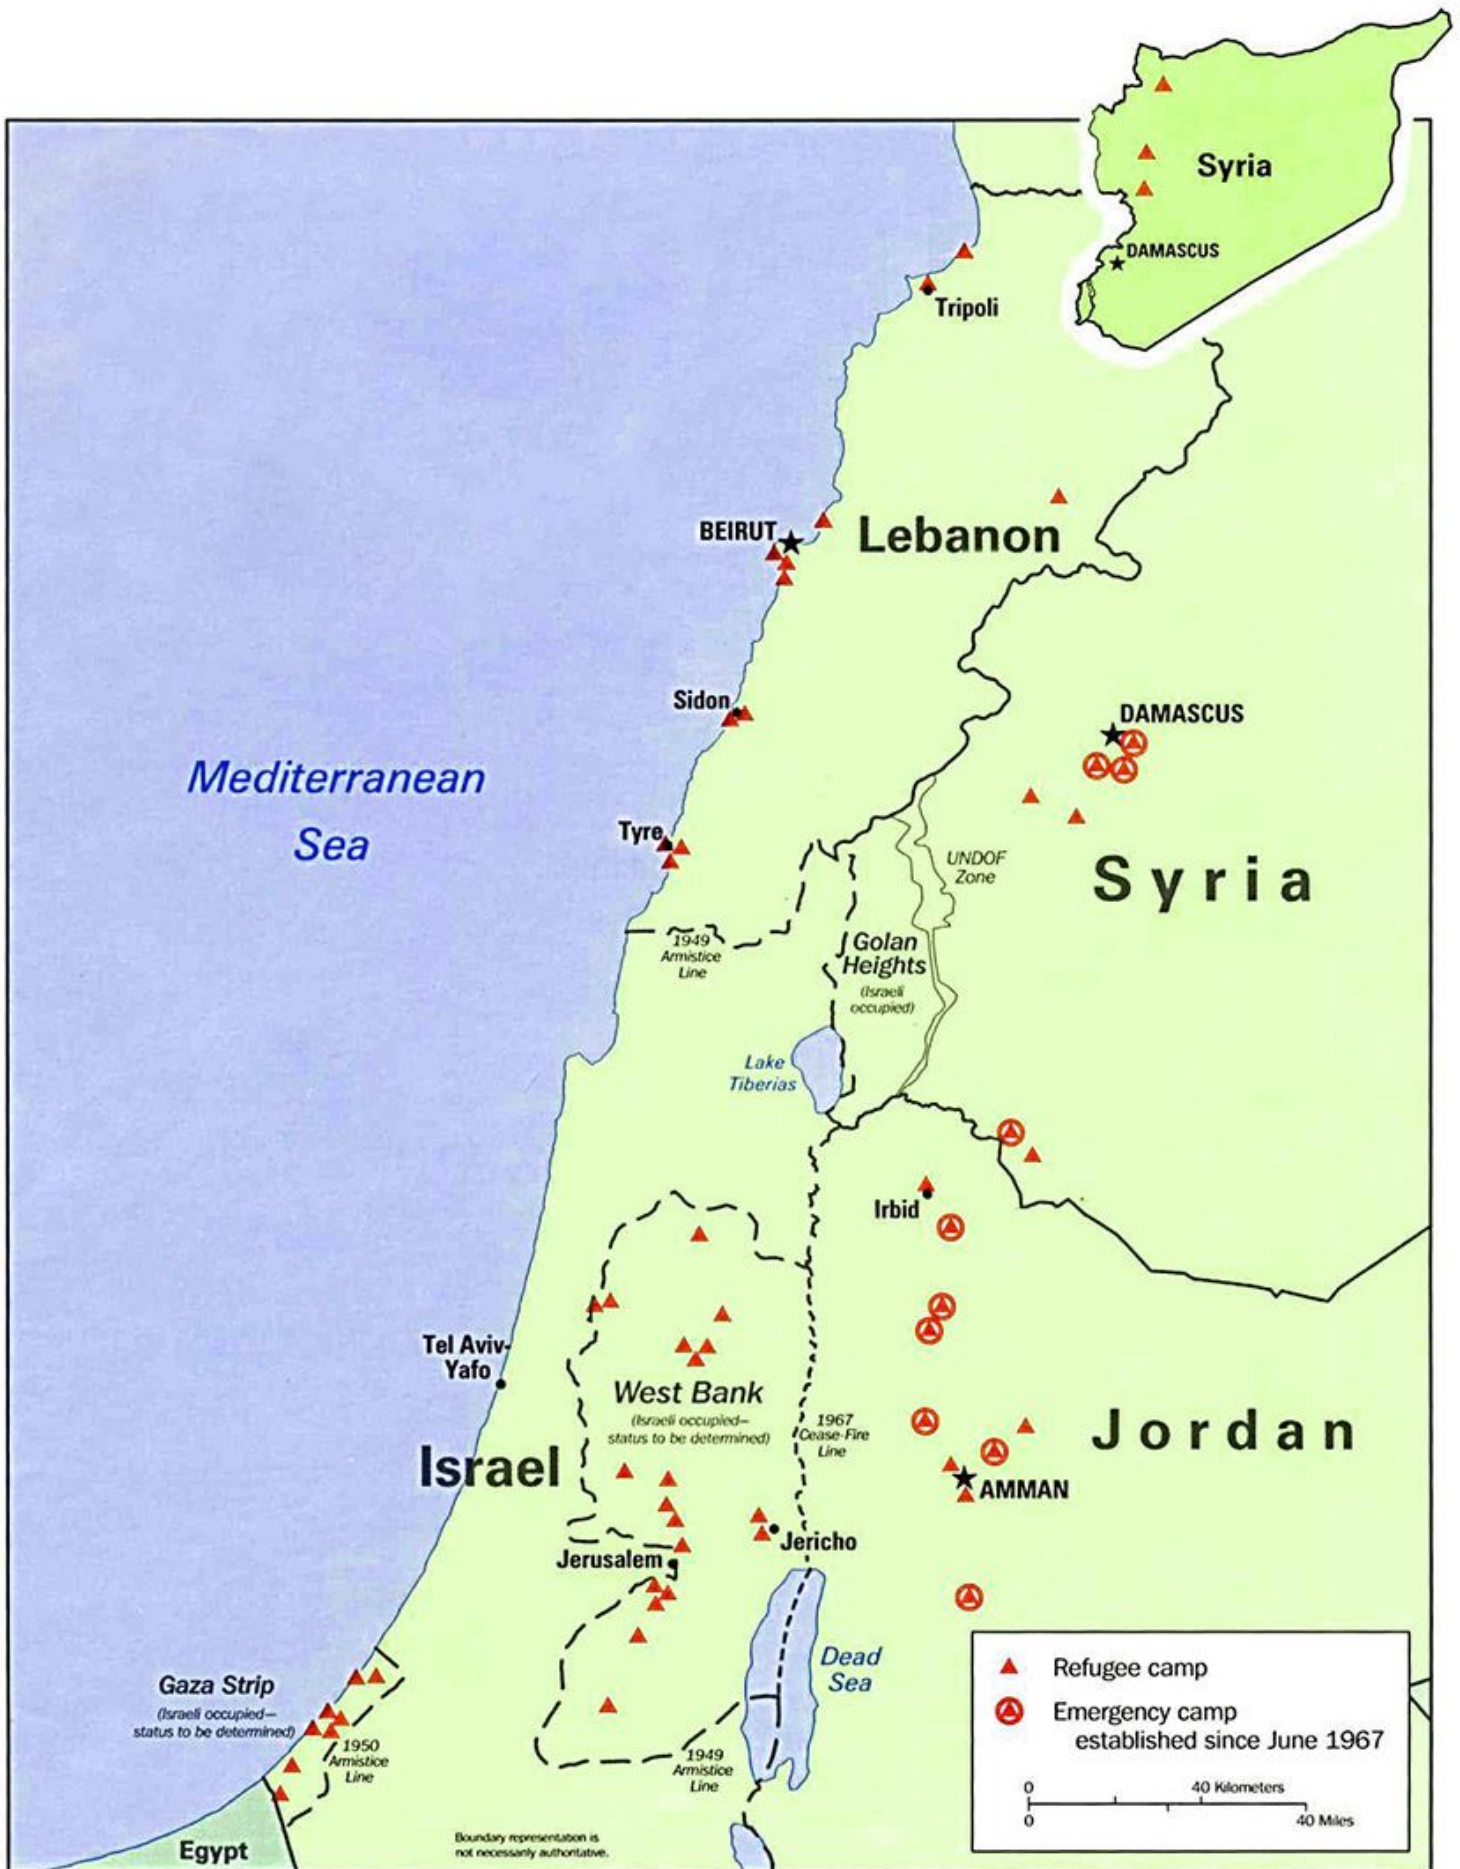 Syria
DAMASCUS
Tripoli
BEIRUT
Lebanon
Sidon
DAMASCUS
Mediterranean
Sea
Tyre
UNDOF
Zone
Syria
1949
Armistice
Line
Golan
Heights
(Israeli
occupied)
Lake
Tiberias
Irbid
Tel Aviv-
Yafo
West Bank
(Israeli occupied—
status to be determined)
1967
Cease-Fire
Line
Jordan
Israel
AMMAN
Jericho
Jerusalem
Dead
Sea
Gaza Strip
(Israeli occupied—
status to be determined)
1950
Armistice
Line
1949
Armistice
Line
Egypt
Boundary representation is
not necessarily authoritative.
Refugee camp
Emergency camp
established since June 1967
0 40 Kilometers
0 40 Miles